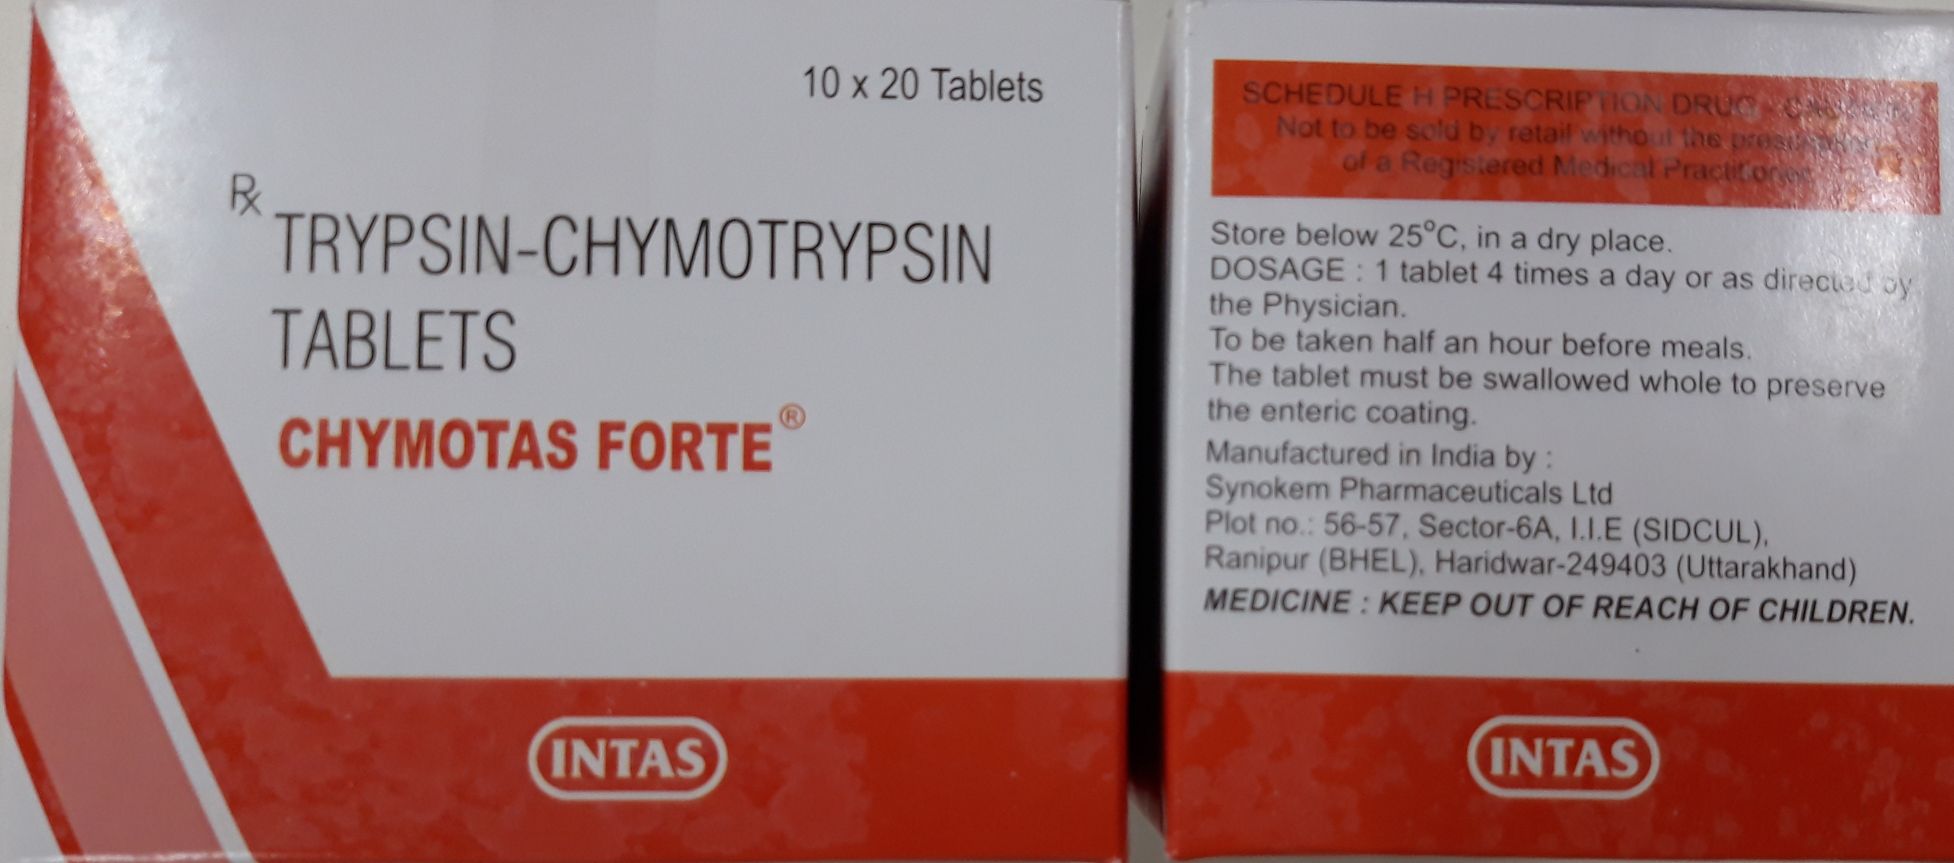 10 x 20 Tablets
Rx
TRYPSIN-CHYMOTRYPSIN
TABLETS
CHYMOTAS FORTE®
INTAS
SCHEDULE H PRESCRIPTION DRUG -
Not to be sold by retail without the
of a Registered Medical Practitioner
Store below 25°C, in a dry place.
DOSAGE : 1 tablet 4 times a day or as directed by
the Physician.
To be taken half an hour before meals.
The tablet must be swallowed whole to preserve
the enteric coating.
Manufactured in India by :
Synokem Pharmaceuticals Ltd
Plot no.: 56-57, Sector-6A, I.I.E (SIDCUL),
Ranipur (BHEL), Haridwar-249403 (Uttarakhand)
MEDICINE : KEEP OUT OF REACH OF CHILDREN.
INTAS